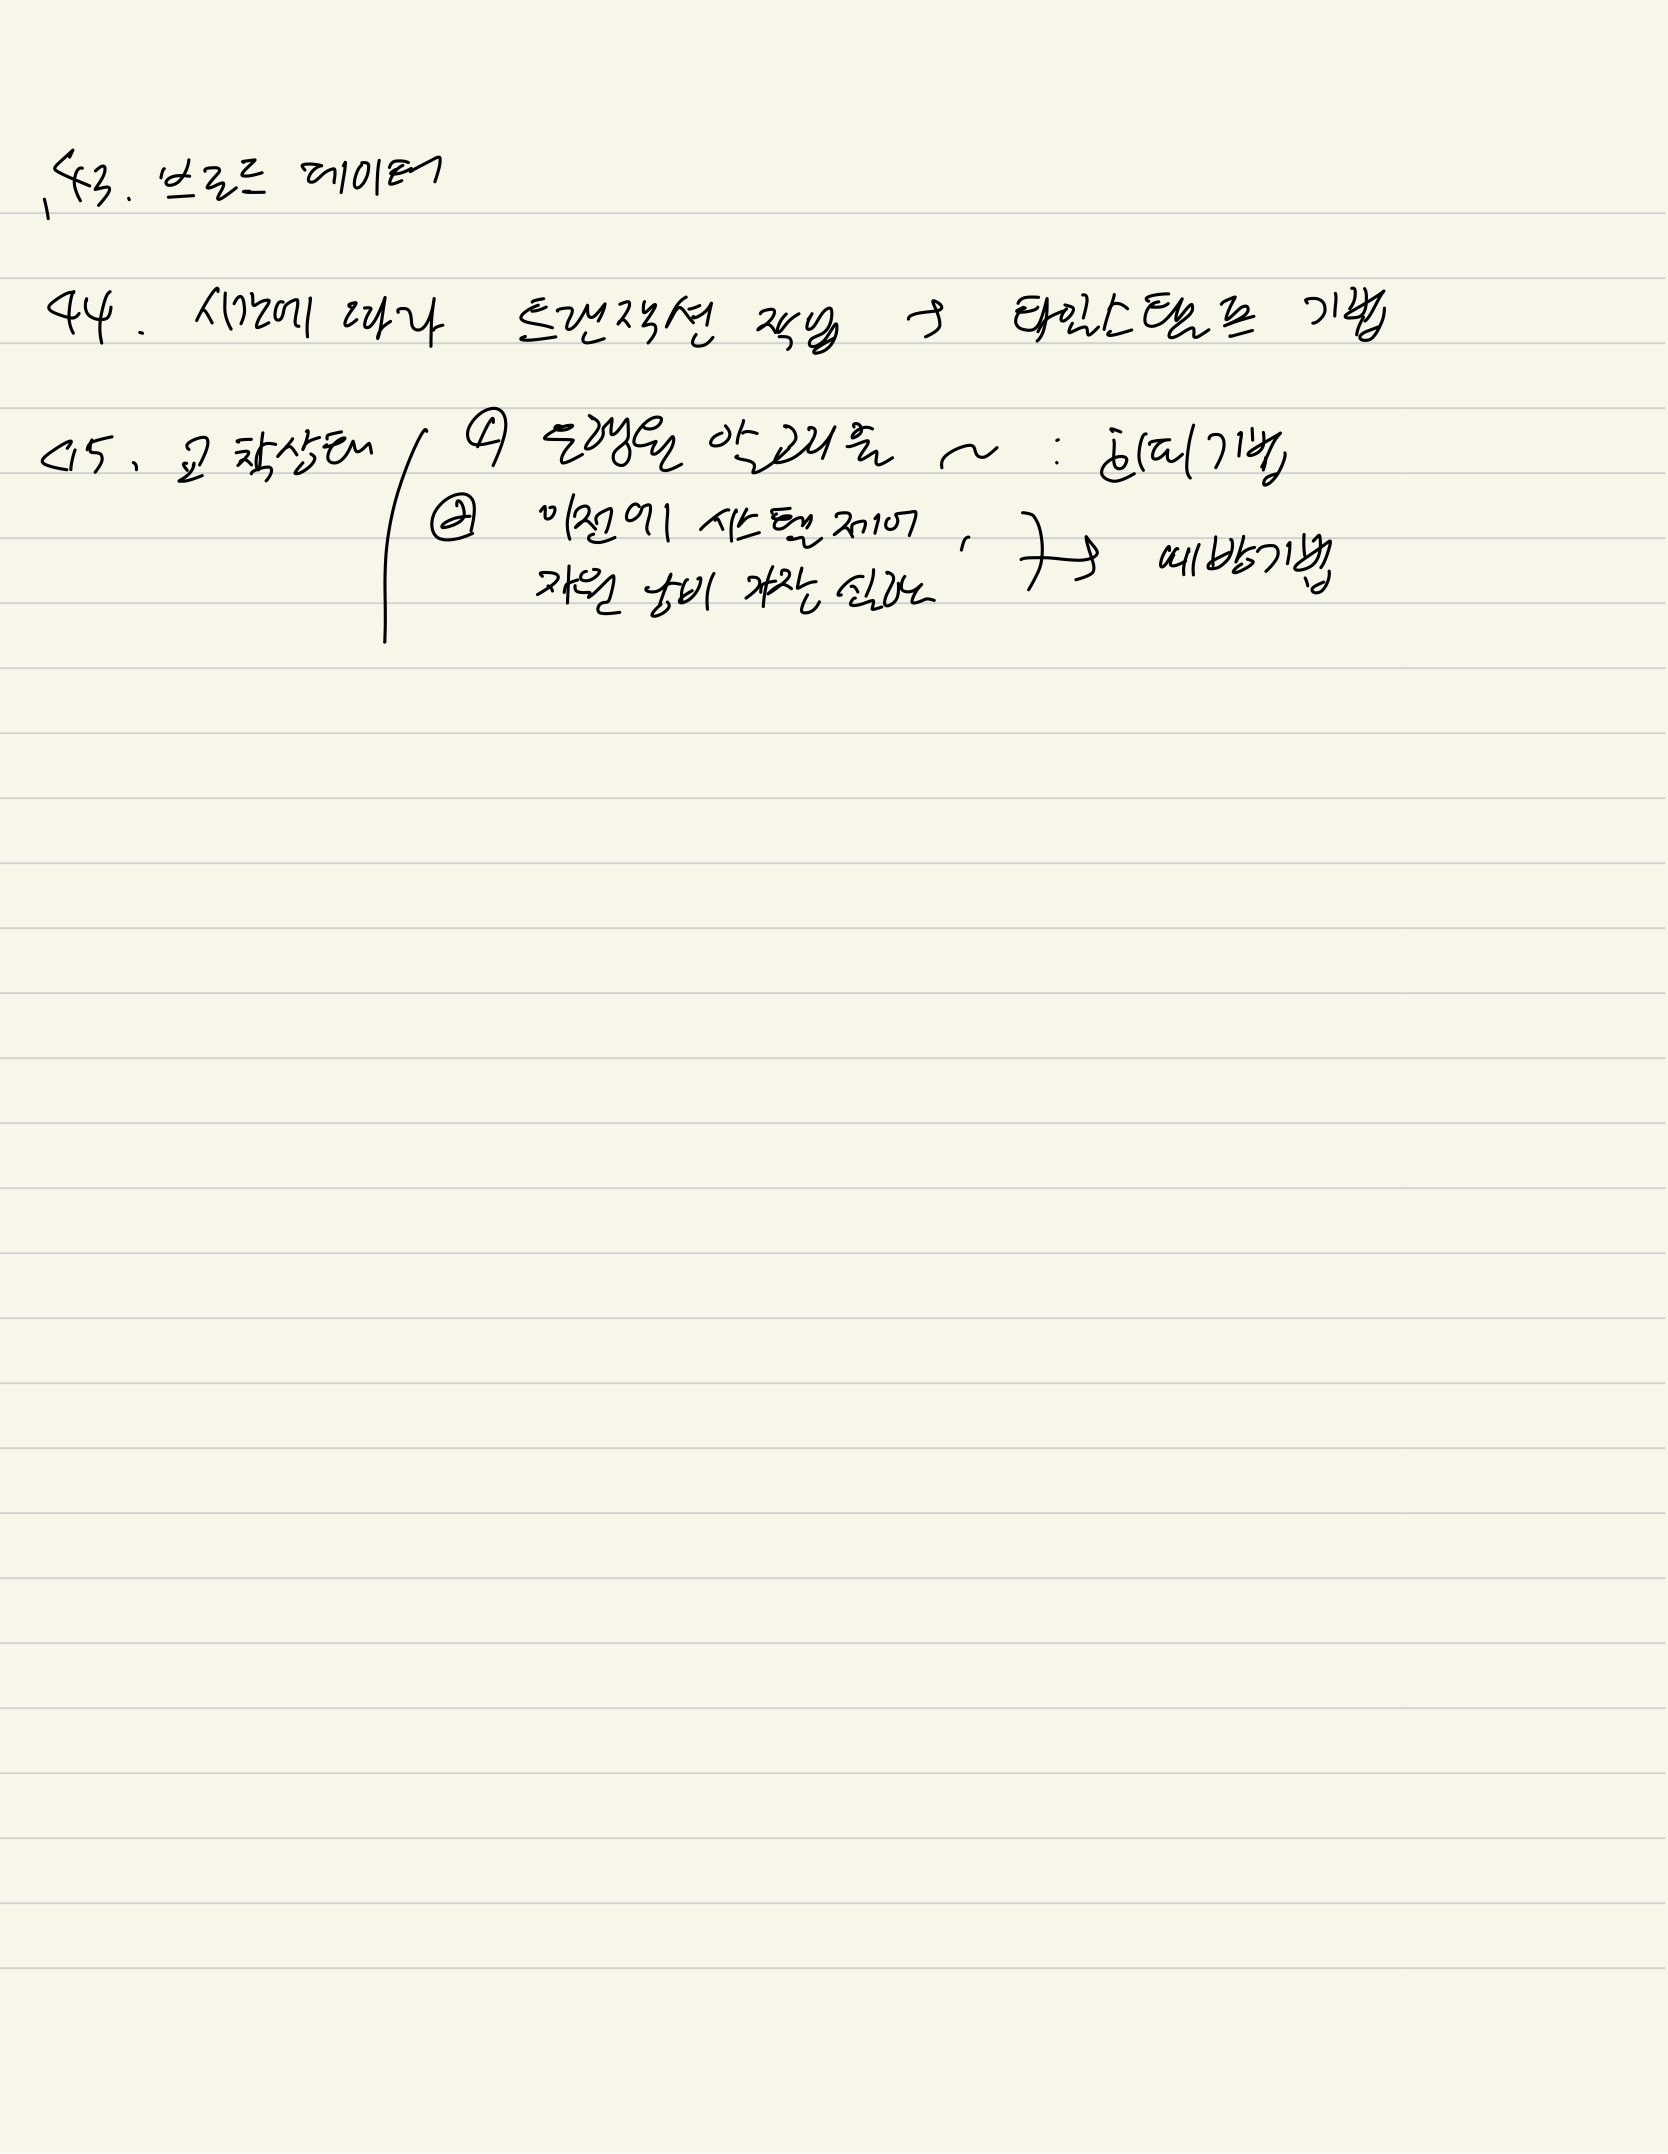 43. 브로드 데이터
44. 시간에 따라 트랜잭션 작업 → 타임스탬프 기법
45. 교착상태 ① 은행원 알고리즘 ~ : 회피기법
② 이전에 시스템 제어,
자원 낭비 가장 심한 } → 예방기법